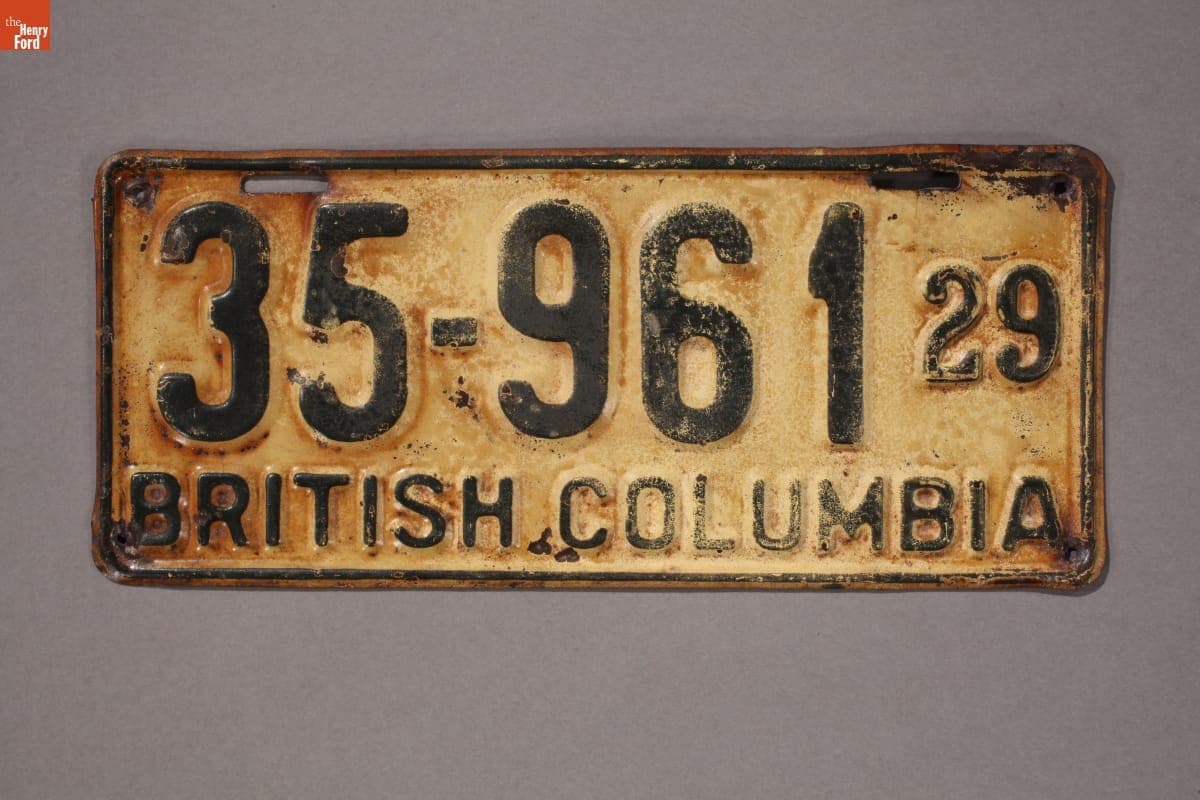 the
Henry
Ford
35-961 29
BRITISH COLUMBIA